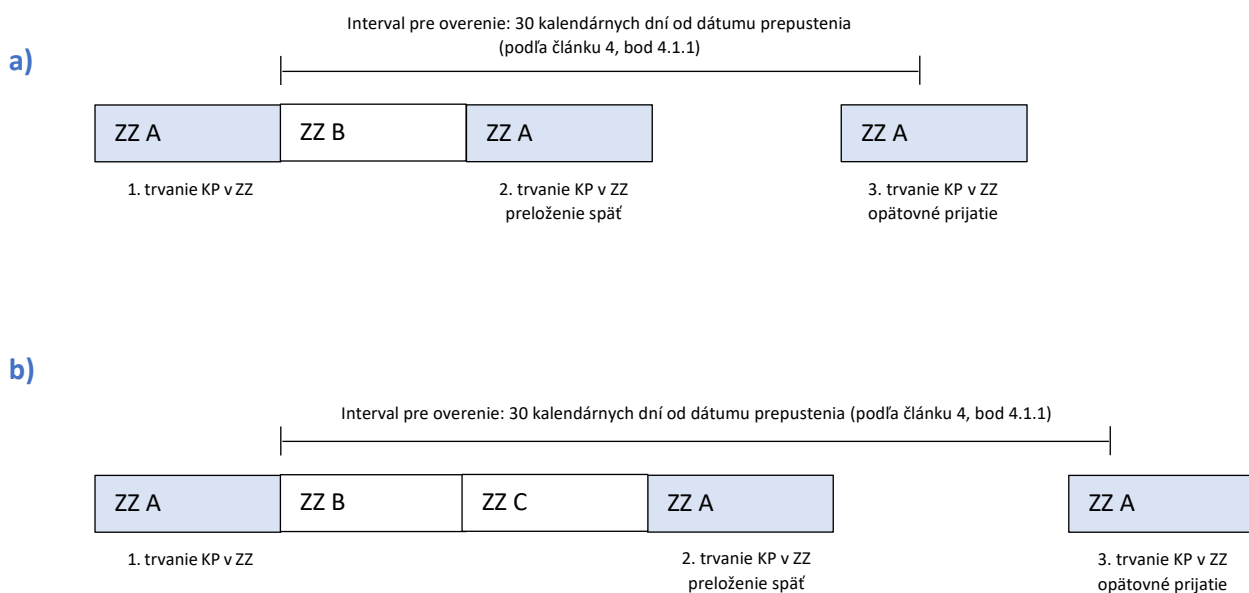 Interval pre overenie: 30 kalendárnych dní od dátumu prepustenia
(podľa článku 4, bod 4.1.1)
a)
ZZ A
ZZ B
ZZ A
ZZ A
1. trvanie KP v ZZ
2. trvanie KP v ZZ
preloženie späť
3. trvanie KP v ZZ
opätovné prijatie
b)
Interval pre overenie: 30 kalendárnych dní od dátumu prepustenia (podľa článku 4, bod 4.1.1)
ZZ A
ZZ B
ZZ C
ZZ A
ZZ A
1. trvanie KP v ZZ
2. trvanie KP v ZZ
preloženie späť
3. trvanie KP v ZZ
opätovné prijatie